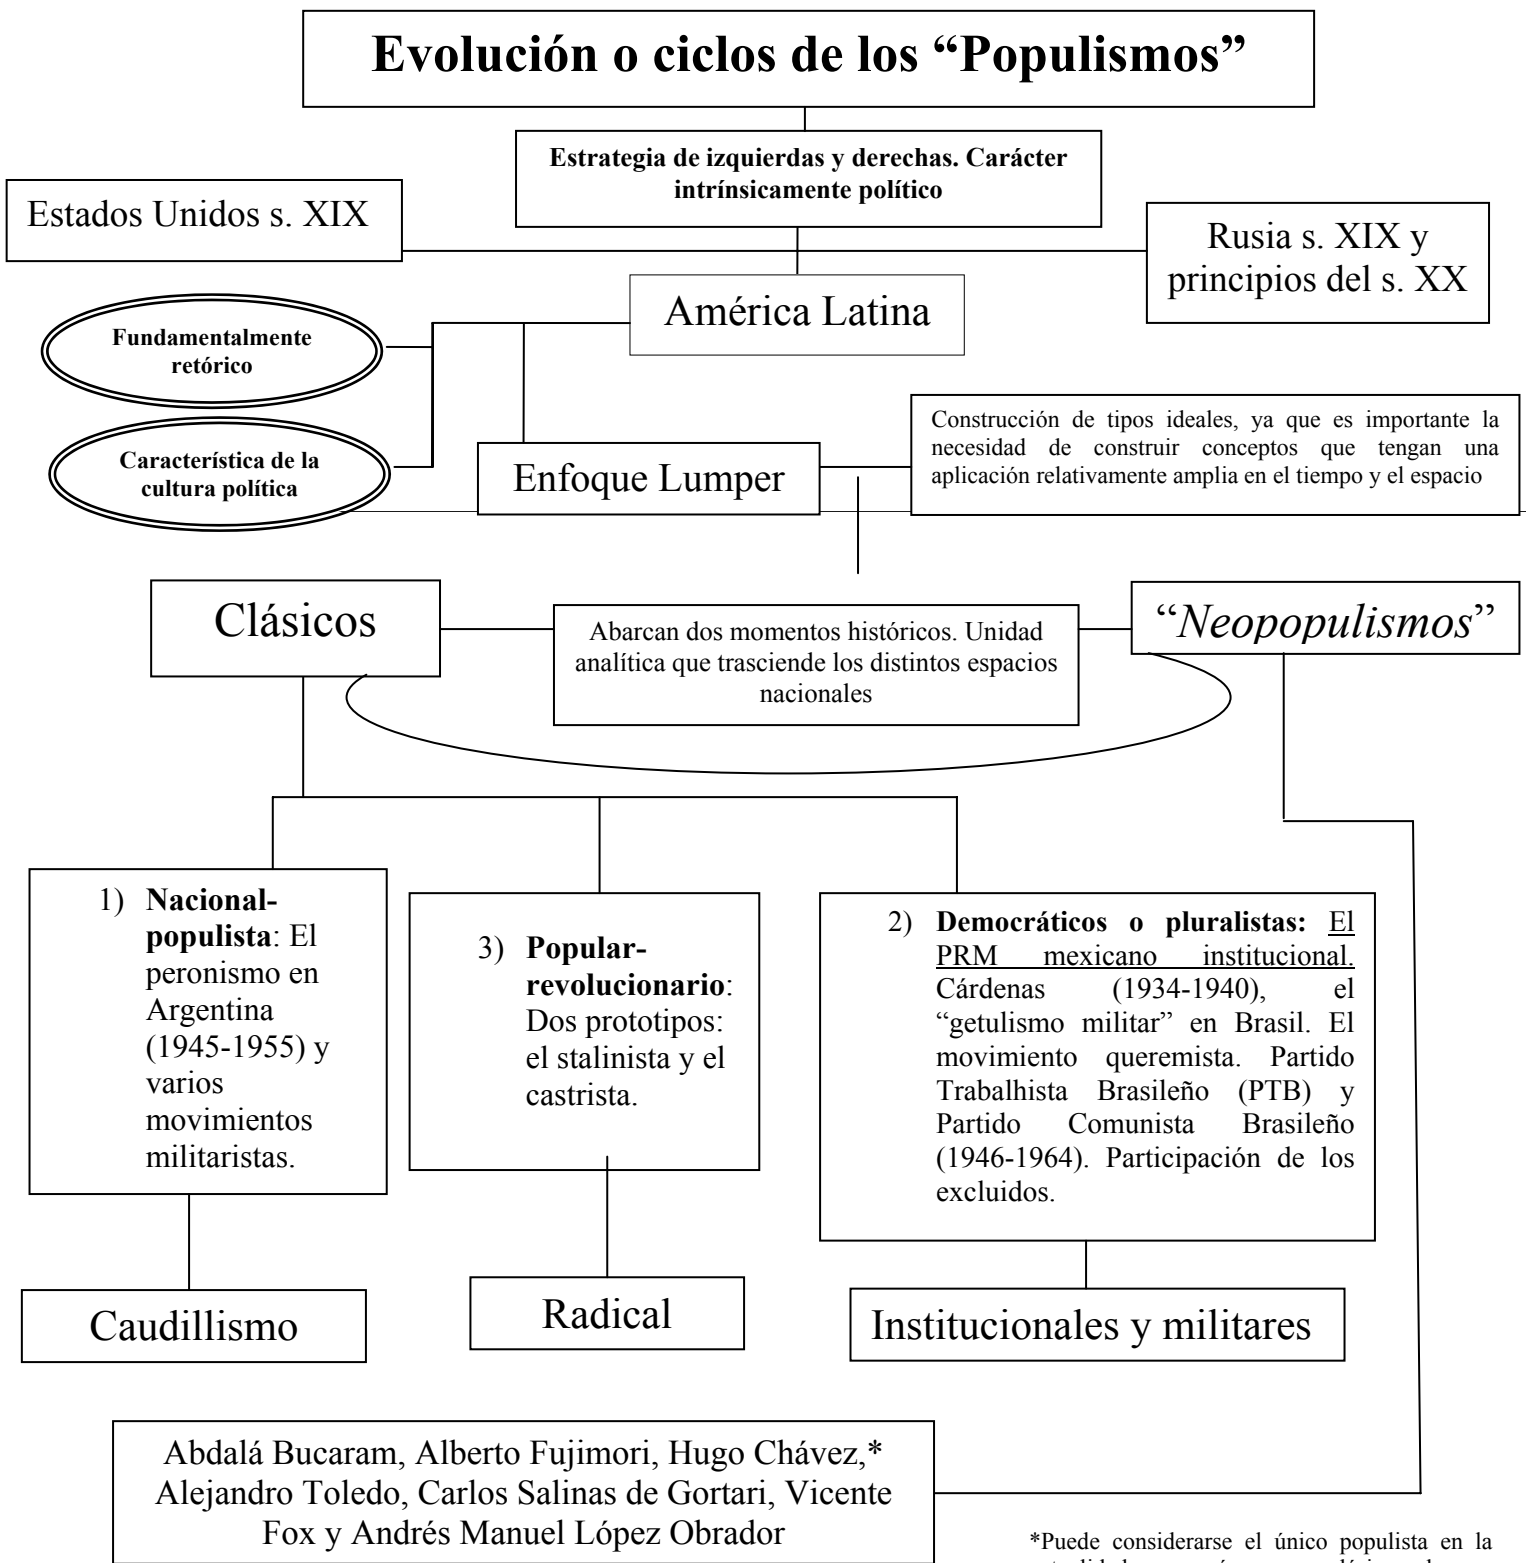 Evolución o ciclos de los “Populismos”
Estrategia de izquierdas y derechas. Carácter
intrínsicamente político
Estados Unidos s. XIX
Rusia s. XIX y
principios del s. XX
América Latina
Fundamentalmente
retórico
Característica de la
cultura política
Enfoque Lumper
Construcción de tipos ideales, ya que es importante la
necesidad de construir conceptos que tengan una
aplicación relativamente amplia en el tiempo y el espacio
Clásicos
Abarcan dos momentos históricos. Unidad
analítica que trasciende los distintos espacios
nacionales
“Neopopulismos”
1) Nacional-
populista: El
peronismo en
Argentina
(1945-1955) y
varios
movimientos
militaristas.
3) Popular-
revolucionario:
Dos prototipos:
el stalinista y el
castrista.
2) Democráticos o pluralistas: El
PRM mexicano institucional.
Cárdenas (1934-1940), el
“getulismo militar” en Brasil. El
movimiento queremista. Partido
Trabalhista Brasileño (PTB) y
Partido Comunista Brasileño
(1946-1964). Participación de los
excluidos.
Caudillismo
Radical
Institucionales y militares
Abdalá Bucaram, Alberto Fujimori, Hugo Chávez,*
Alejandro Toledo, Carlos Salinas de Gortari, Vicente
Fox y Andrés Manuel López Obrador
*Puede considerarse el único populista en la